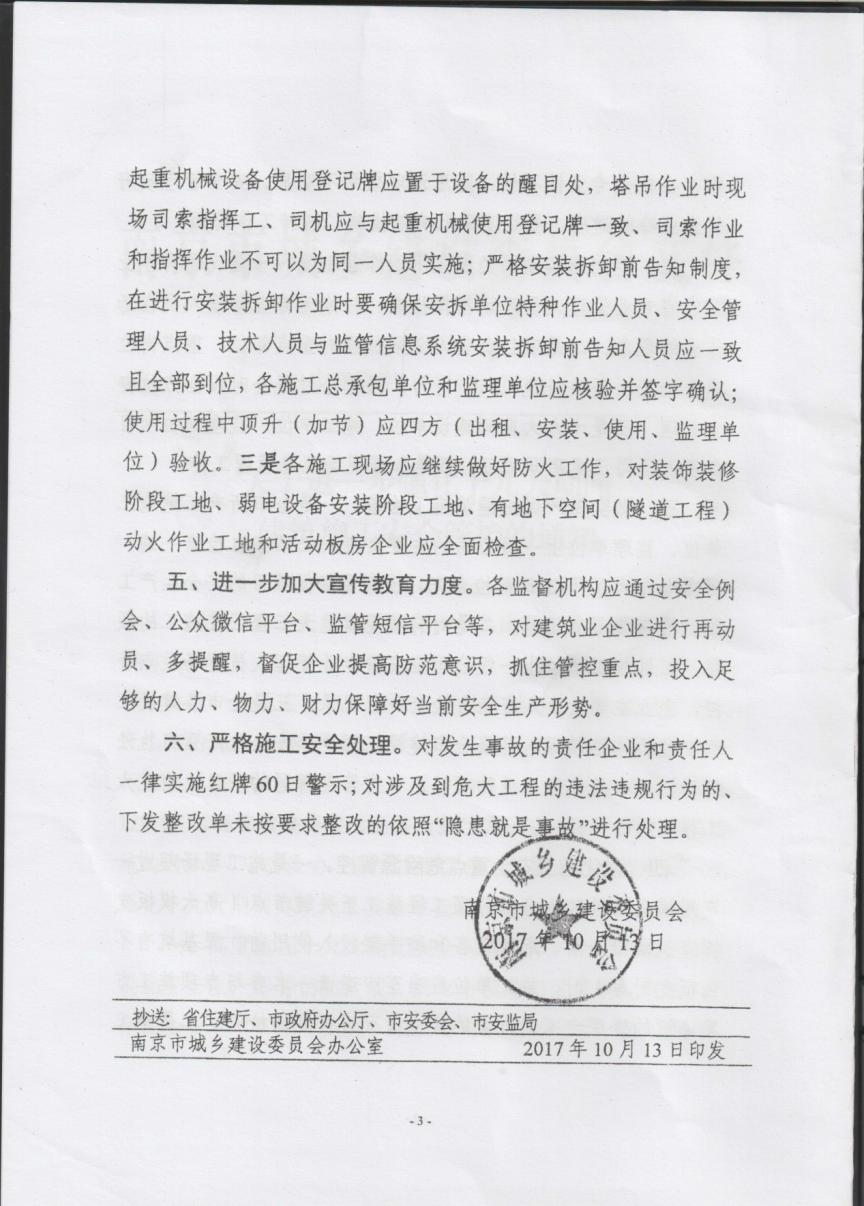 起重机械设备使用登记牌应置于设备的醒目处，塔吊作业时现
场司索指挥工、司机应与起重机械使用登记牌一致、司索作业
和指挥作业不可以为同一人员实施；严格安装拆卸前告知制度，
在进行安装拆卸作业时要确保安拆单位特种作业人员、安全管
理人员、技术人员与监管信息系统安装拆卸前告知人员应一致
且全部到位，各施工总承包单位和监理单位应核验并签字确认；
使用过程中顶升（加节）应四方（出租、安装、使用、监理单
位）验收。三是各施工现场应继续做好防火工作，对装饰装修
阶段工地、弱电设备安装阶段工地、有地下空间（隧道工程）
动火作业工地和活动板房企业应全面检查。
五、进一步加大宣传教育力度。各监督机构应通过安全例
会、公众微信平台、监管短信平台等，对建筑业企业进行再动
员、多提醒，督促企业提高防范意识，抓住管控重点，投入足
够的人力、物力、财力保障好当前安全生产形势。
六、严格施工安全处理。对发生事故的责任企业和责任人
一律实施红牌60日警示；对涉及到危大工程的违法违规行为的、
下发整改单未按要求整改的依照“隐患就是事故”进行处理。
南京市城乡建设委员会
2017年10月13日
南京市城乡建设委员会
抄送：省住建厅、市政府办公厅、市安委会、市安监局
南京市城乡建设委员会办公室 2017年10月13日印发
- 3 -